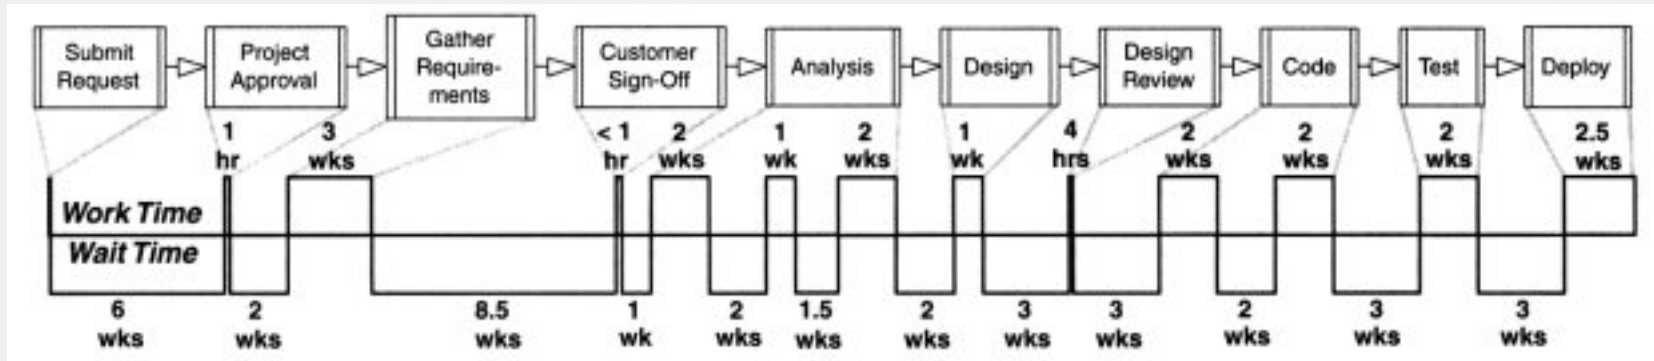 Submit
Request
Project
Approval
Gather
Require-
ments
Customer
Sign-Off
Analysis
Design
Design
Review
Code
Test
Deploy
1
hr
3
wks
< 1
hr
2
wks
1
wk
2
wks
1
wk
4
hrs
2
wks
2
wks
2
wks
2.5
wks
Work Time
Wait Time
6
wks
2
wks
8.5
wks
1
wk
2
wks
1.5
wks
2
wks
3
wks
3
wks
2
wks
3
wks
3
wks